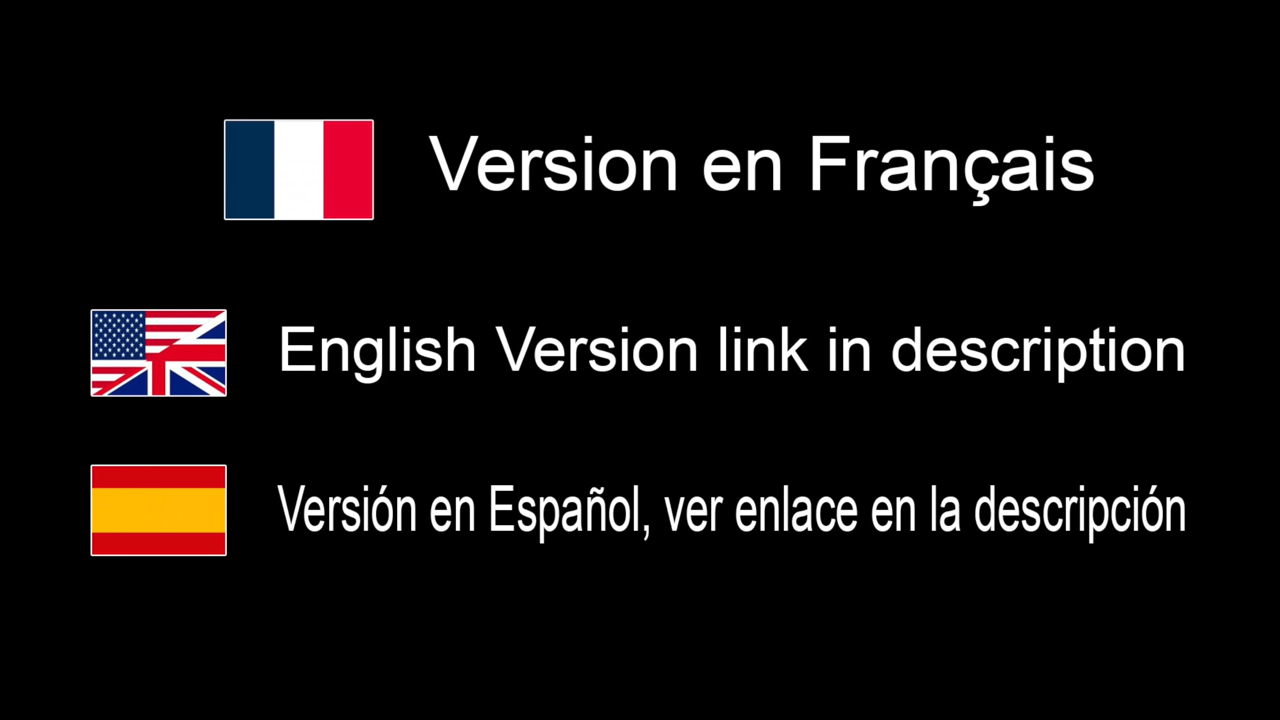 Version en Français
English Version link in description
Versión en Español, ver enlace en la descripción